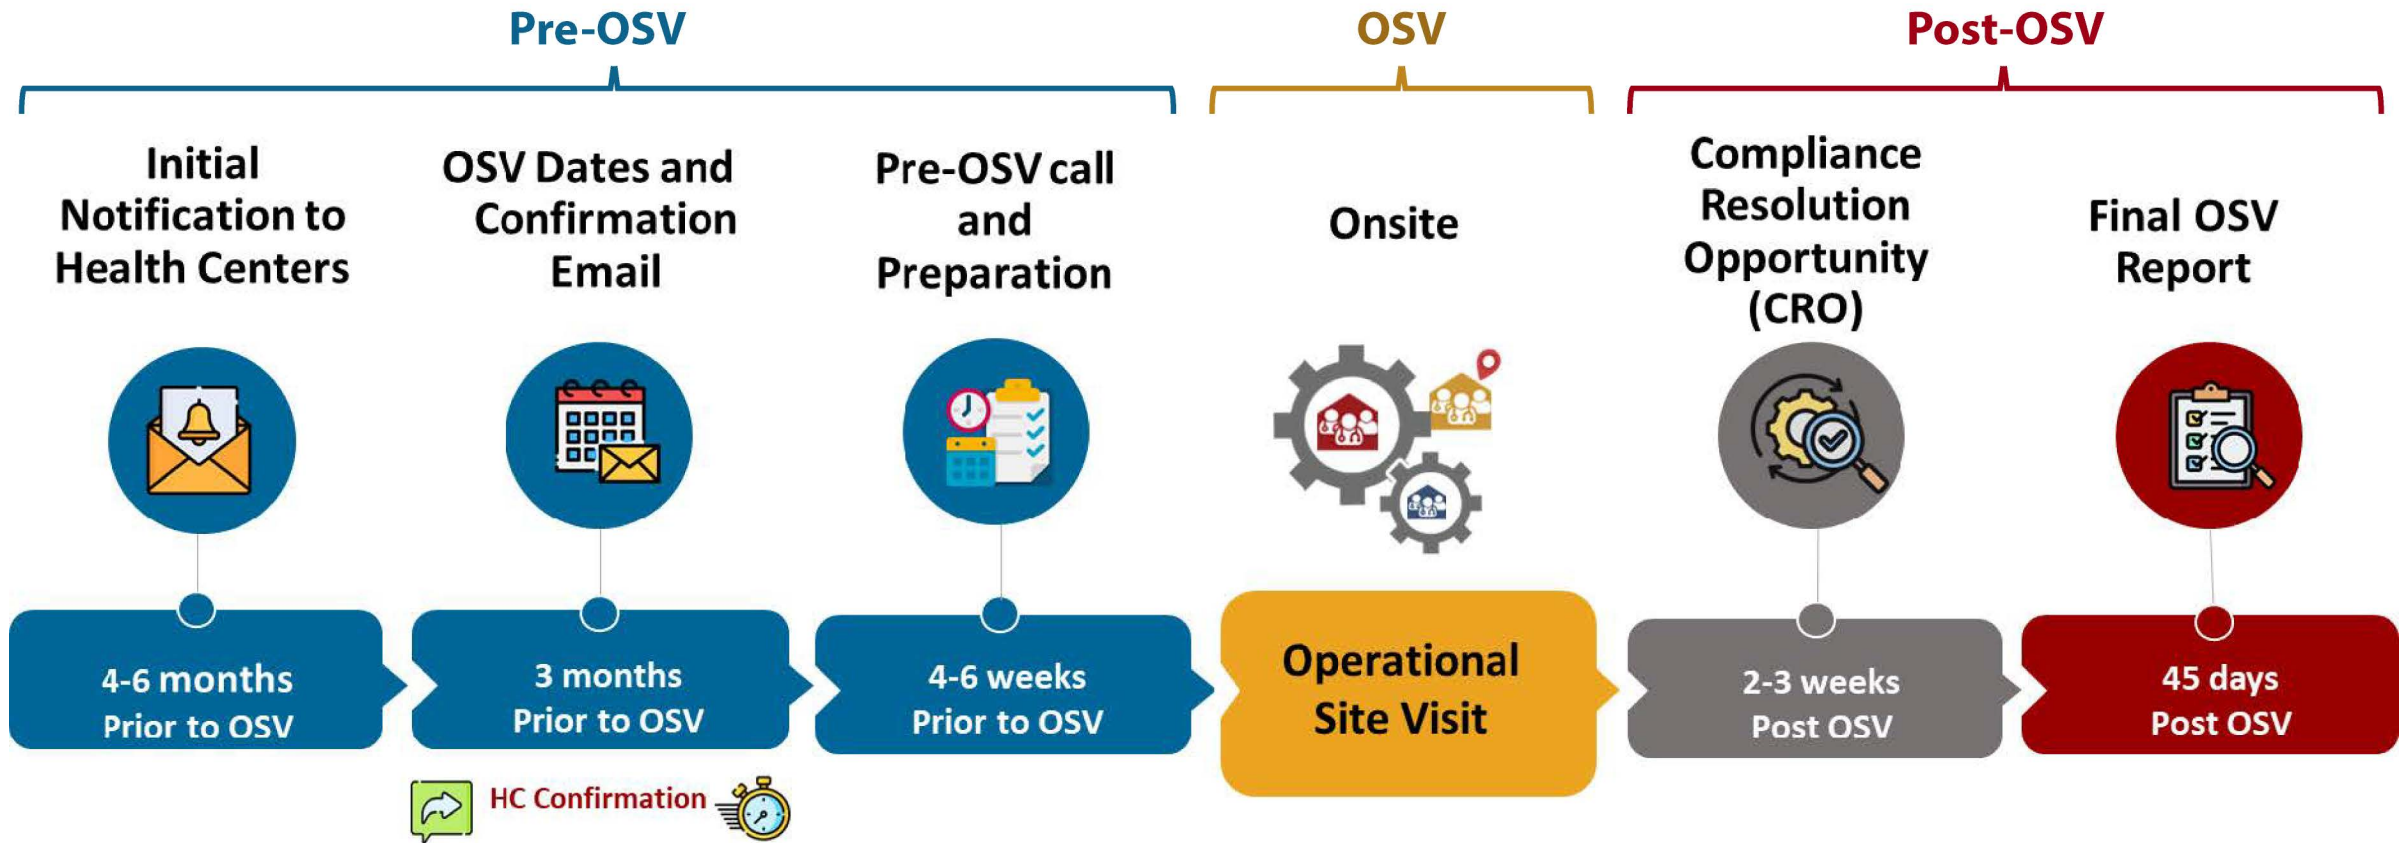 Pre-OSV
OSV
Post-OSV
Initial
Notification to
Health Centers
OSV Dates and
Confirmation
Email
Pre-OSV call
and
Preparation
Onsite
Compliance
Resolution
Opportunity
(CRO)
Final OSV
Report
4-6 months
Prior to OSV
3 months
Prior to OSV
4-6 weeks
Prior to OSV
Operational
Site Visit
2-3 weeks
Post OSV
45 days
Post OSV
HC Confirmation